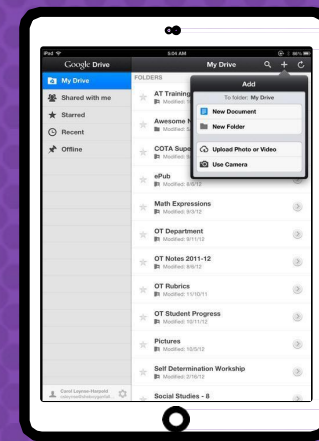 iPad
5:04 AM
86%
Google Drive
My Drive
My Drive
Shared with me
Starred
Recent
Offline
FOLDERS
AT Training
Modified:
Awesome
COTA Supe
ePub
Modified: 8/6/12
Math Expressions
Modified: 9/3/12
OT Department
Modified: 9/11/12
OT Notes 2011-12
Modified: 8/9/12
OT Rubrics
Modified: 11/10/11
OT Student Progress
Modified: 10/11/12
Pictures
Modified: 10/5/12
Self Determination Workship
Modified: 2/16/12
Social Studies - 8
Add
To folder: My Drive
New Document
New Folder
Upload Photo or Video
Use Camera